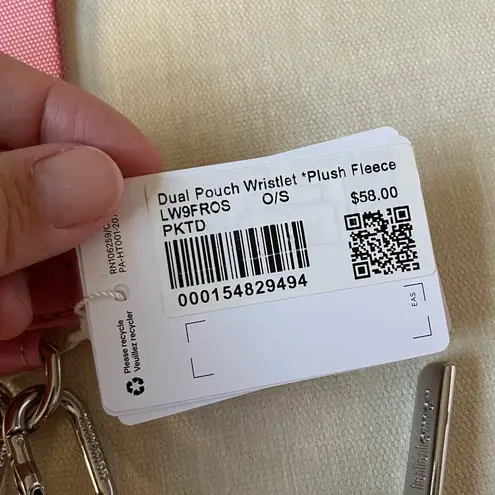 Dual Pouch Wristlet *Plush Fleece
LW9FROS O/S $58.00
PKTD
000154829494
EAS
Please recycle
Veuillez recycler